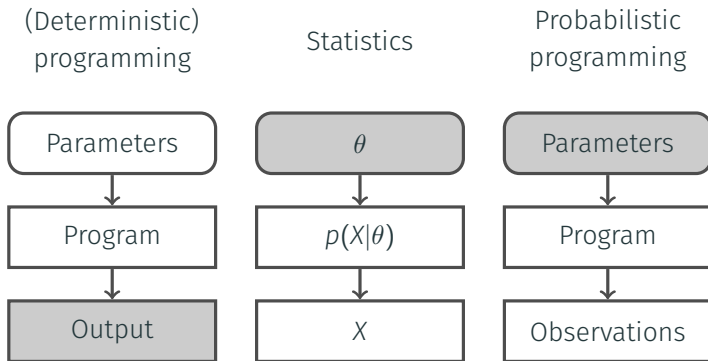 (Deterministic)
programming
Parameters
Program
Output
Statistics
θ
p(X|θ)
X
Probabilistic
programming
Parameters
Program
Observations